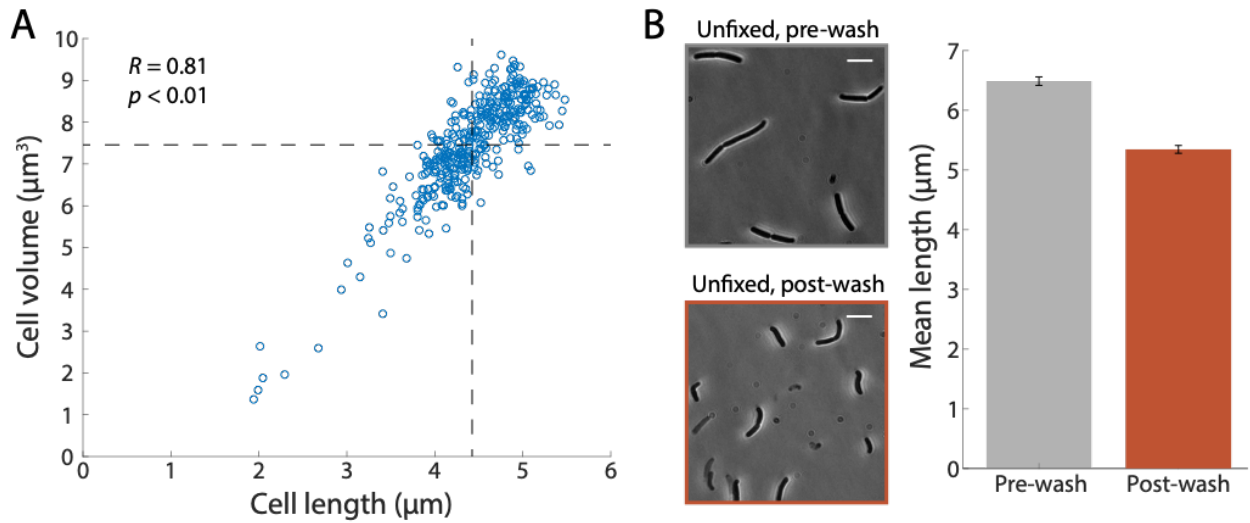 A
R = 0.81
p < 0.01
Cell volume (μm³)
10
9
8
7
6
5
4
3
2
1
0
0 1 2 3 4 5 6
Cell length (μm)
B
Unfixed, pre-wash
Unfixed, post-wash
Mean length (μm)
7
6
5
4
3
2
1
0
Pre-wash Post-wash